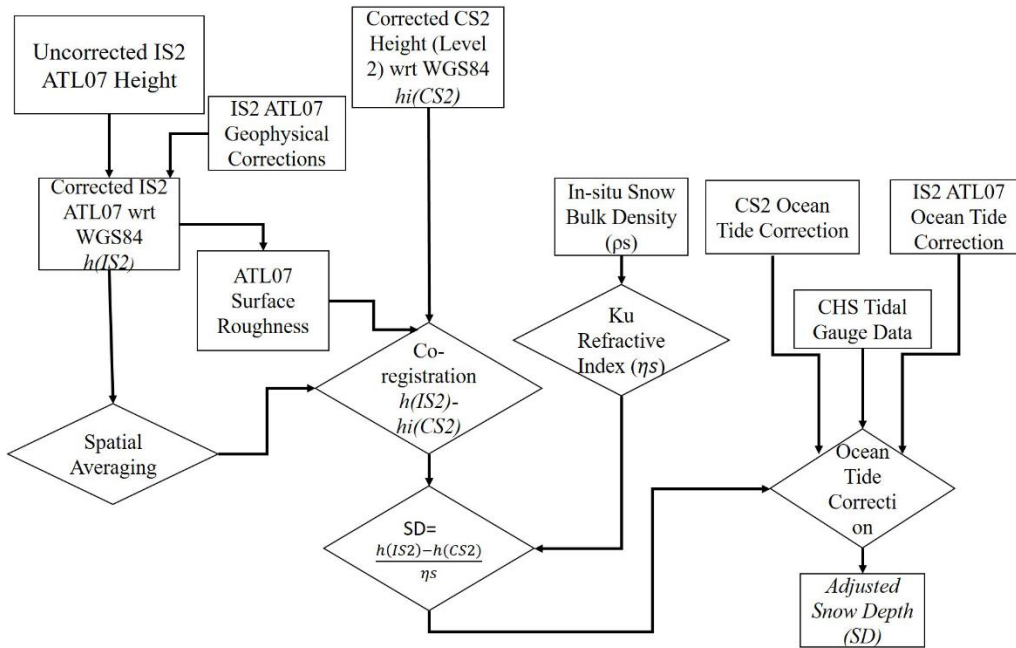 Uncorrected IS2
ATL07 Height
Corrected CS2
Height (Level
2) wrt WGS84
hi(CS2)
IS2 ATL07
Geophysical
Corrections
Corrected IS2
ATL07 wrt
WGS84
h(IS2)
ATL07
Surface
Roughness
In-situ Snow
Bulk Density
(ρs)
CS2 Ocean
Tide Correction
IS2 ATL07
Ocean Tide
Correction
CHS Tidal
Gauge Data
Ku
Refractive
Index (ηs)
Co-
registration
h(IS2)-
hi(CS2)
Spatial
Averaging
SD=
h(IS2)−h(CS2)
ηs
Ocean
Tide
Correcti
on
Adjusted
Snow Depth
(SD)